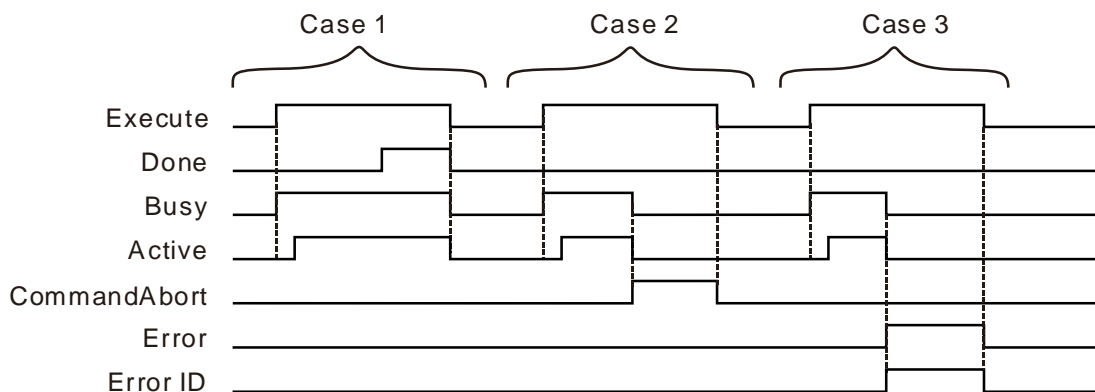 Case 1 Case 2 Case 3
Execute
Done
Busy
Active
CommandAbort
Error
Error ID